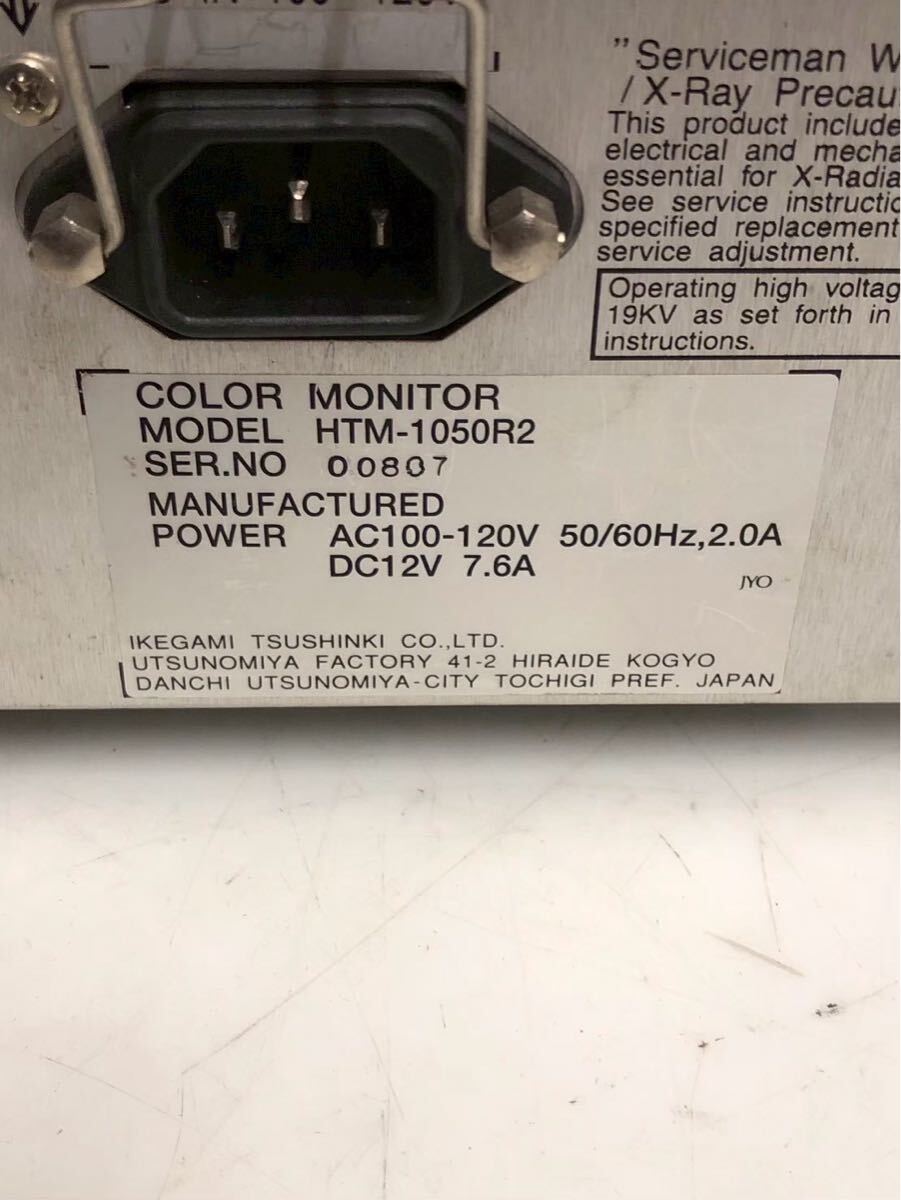 "Serviceman W
/X-Ray Precau
This product include
electrical and mecha
essential for X-Radia
See service instructio
specified replacement
service adjustment.
Operating high voltag
19KV as set forth in
instructions.
COLOR MONITOR
MODEL HTM-1050R2
SER.NO 00807
MANUFACTURED
POWER AC100-120V 50/60Hz,2.0A
DC12V 7.6A
JYO
IKEGAMI TSUSHINKI CO.,LTD.
UTSUNOMIYA FACTORY 41-2 HIRAIDE KOGYO
DANCHI UTSUNOMIYA-CITY TOCHIGI PREF. JAPAN